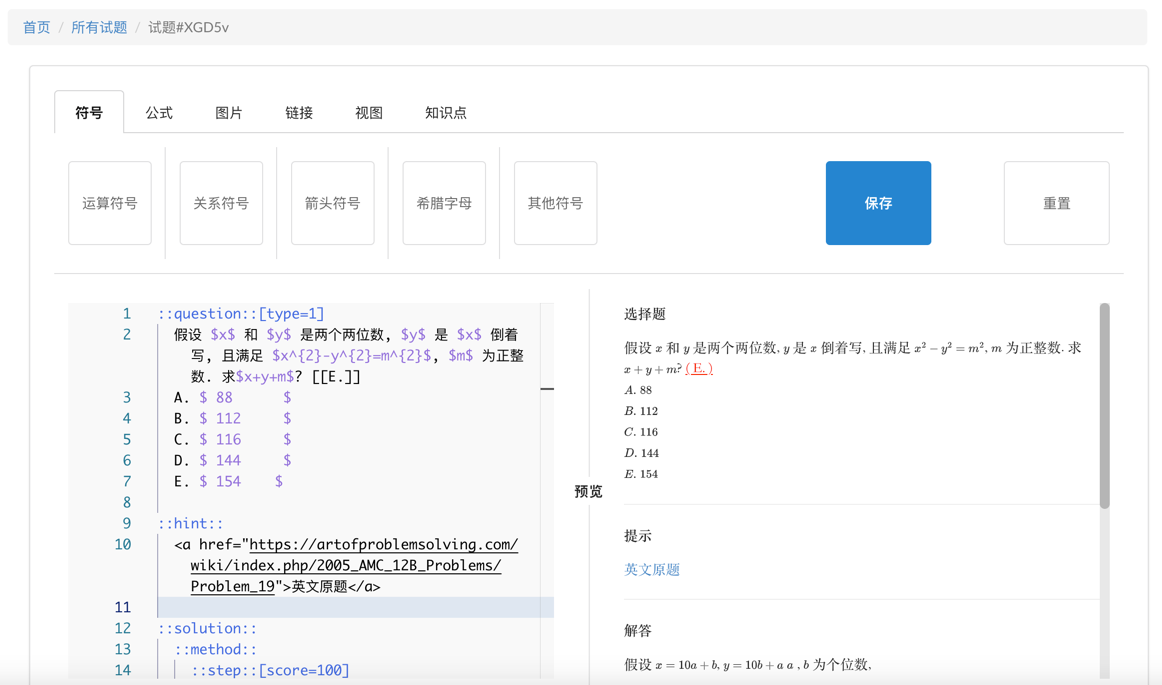 首页 / 所有试题 / 试题#XGD5v
符号 公式 图片 链接 视图 知识点
运算符号 关系符号 箭头符号 希腊字母 其他符号 保存 重置
1 ::question::[type=1]
2 假设 $x$ 和 $y$ 是两个两位数, $y$ 是 $x$ 倒着
写, 且满足 $x^{2}-y^{2}=m^{2}$, $m$ 为正整
数. 求$x+y+m$? [[E.]]
3 A. $ 88 $
4 B. $ 112 $
5 C. $ 116 $
6 D. $ 144 $
7 E. $ 154 $
8
9 ::hint::
10 <a href="https://artofproblemsolving.com/
wiki/index.php/2005_AMC_12B_Problems/
Problem_19">英文原题</a>
11
12 ::solution::
13 ::method::
14 ::step::[score=100]
预览
选择题
假设 x 和 y 是两个两位数, y 是 x 倒着写, 且满足 x² − y² = m², m 为正整数. 求
x + y + m? (E.)
A. 88
B. 112
C. 116
D. 144
E. 154
提示
英文原题
解答
假设 x = 10a + b, y = 10b + a a , b 为个位数,